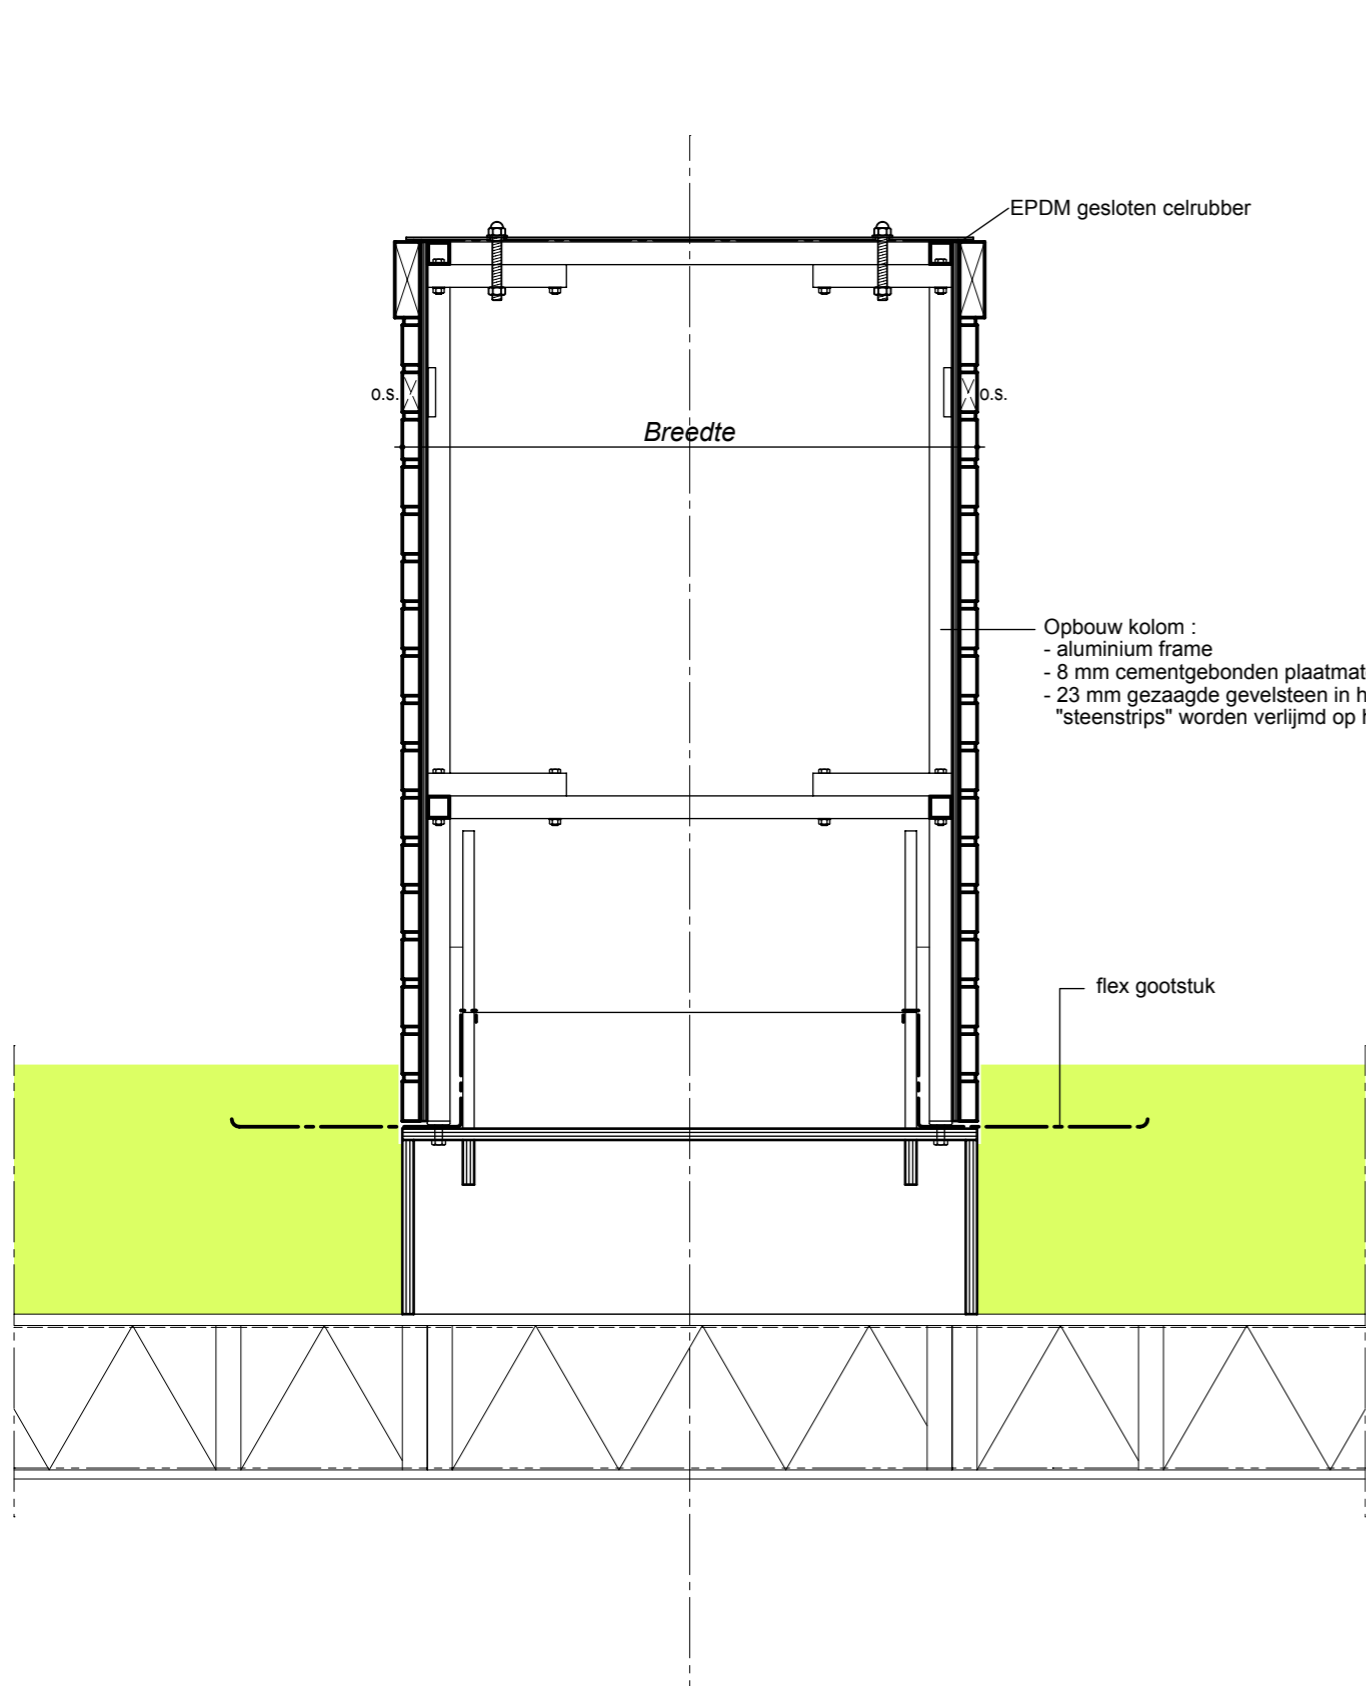 EPDM gesloten celrubber
o.s.
o.s.
Breedte
Opbouw kolom :
- aluminium frame
- 8 mm cementgebonden plaatmat
- 23 mm gezaagde gevelsteen in h
"steenstrips" worden verlijmd op h
flex gootstuk